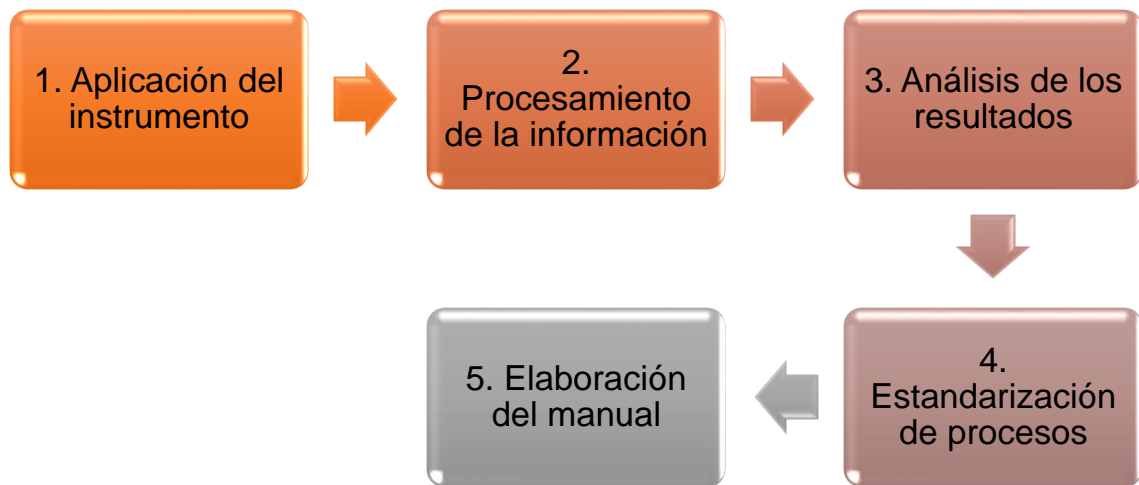 1. Aplicación del
instrumento
2.
Procesamiento
de la información
3. Análisis de los
resultados
4.
Estandarización
de procesos
5. Elaboración
del manual